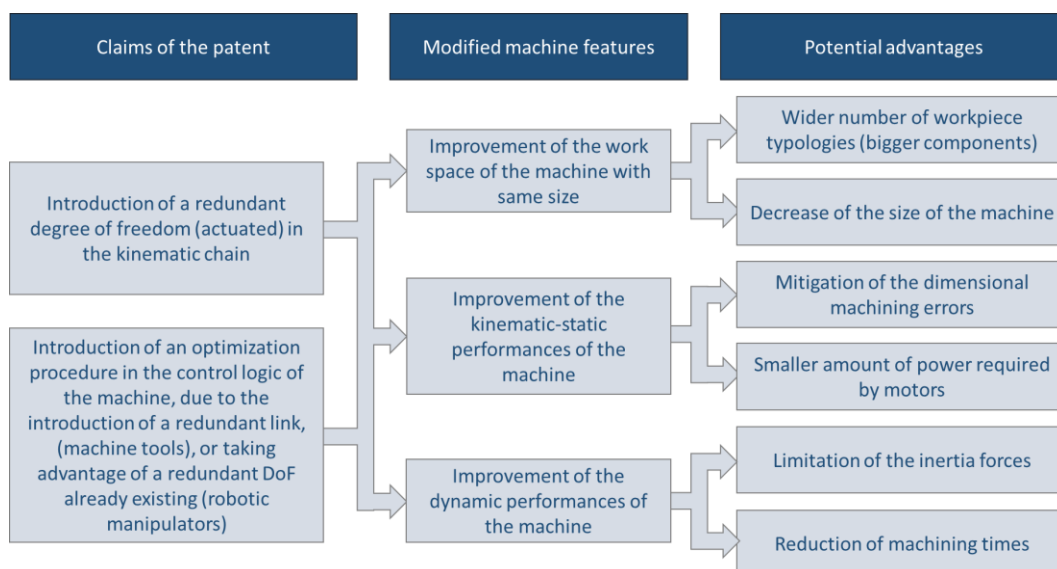 Claims of the patent
Modified machine features
Potential advantages
Introduction of a redundant
degree of freedom (actuated) in
the kinematic chain
Introduction of an optimization
procedure in the control logic of
the machine, due to the
introduction of a redundant link,
(machine tools), or taking
advantage of a redundant DoF
already existing (robotic
manipulators)
Improvement of the work
space of the machine with
same size
Improvement of the
kinematic-static
performances of the
machine
Improvement of the
dynamic performances of
the machine
Wider number of workpiece
typologies (bigger components)
Decrease of the size of the machine
Mitigation of the dimensional
machining errors
Smaller amount of power required
by motors
Limitation of the inertia forces
Reduction of machining times